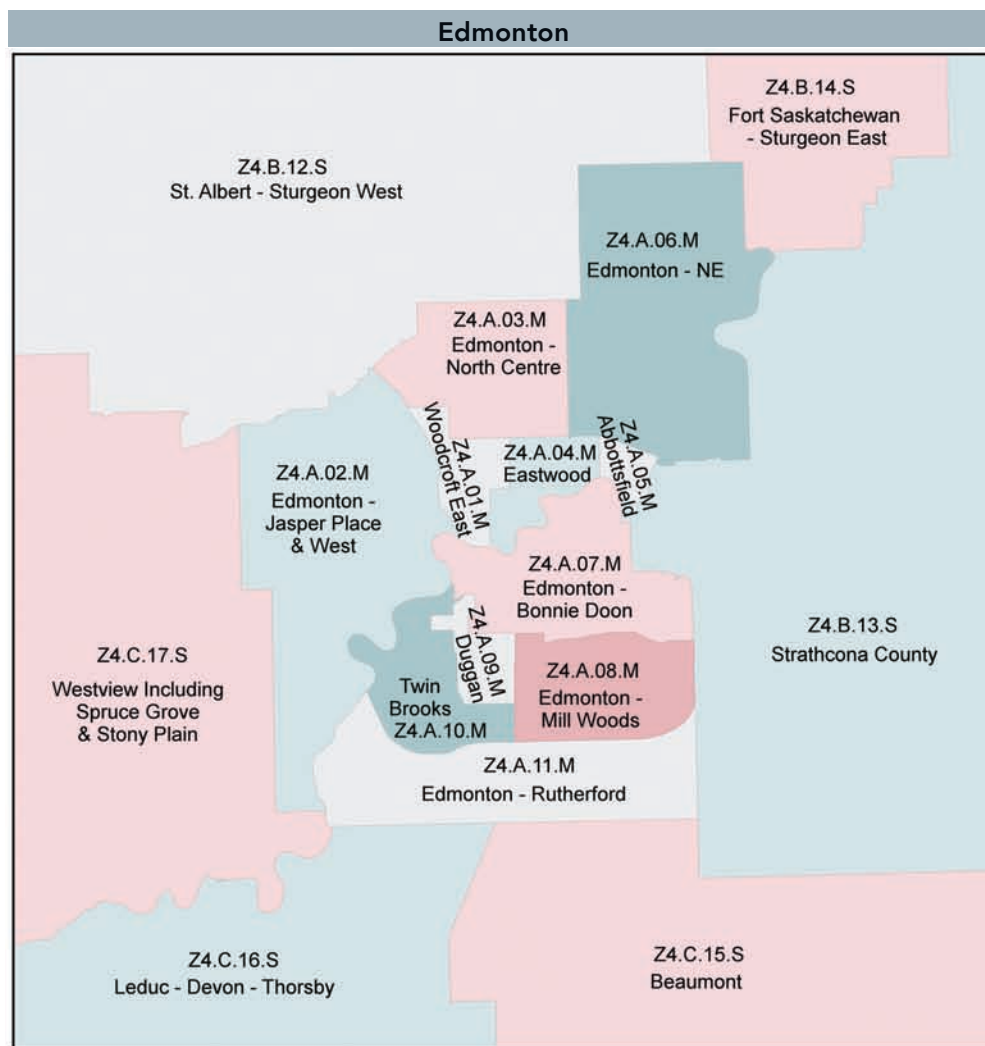 Edmonton
Z4.B.14.S
Fort Saskatchewan
- Sturgeon East
Z4.B.12.S
St. Albert - Sturgeon West
Z4.A.06.M
Edmonton - NE
Z4.A.03.M
Edmonton -
North Centre
Woodcroft East
Z4.A.01.M
Z4.A.04.M
Eastwood
Z4.A.05.M
Abbottsfield
Z4.A.02.M
Edmonton -
Jasper Place
& West
Z4.A.07.M
Edmonton -
Bonnie Doon
Z4.B.13.S
Strathcona County
Z4.C.17.S
Westview Including
Spruce Grove
& Stony Plain
Z4.A.09.M
Duggan
Twin
Brooks
Z4.A.10.M
Z4.A.08.M
Edmonton -
Mill Woods
Z4.A.11.M
Edmonton - Rutherford
Z4.C.16.S
Leduc - Devon - Thorsby
Z4.C.15.S
Beaumont